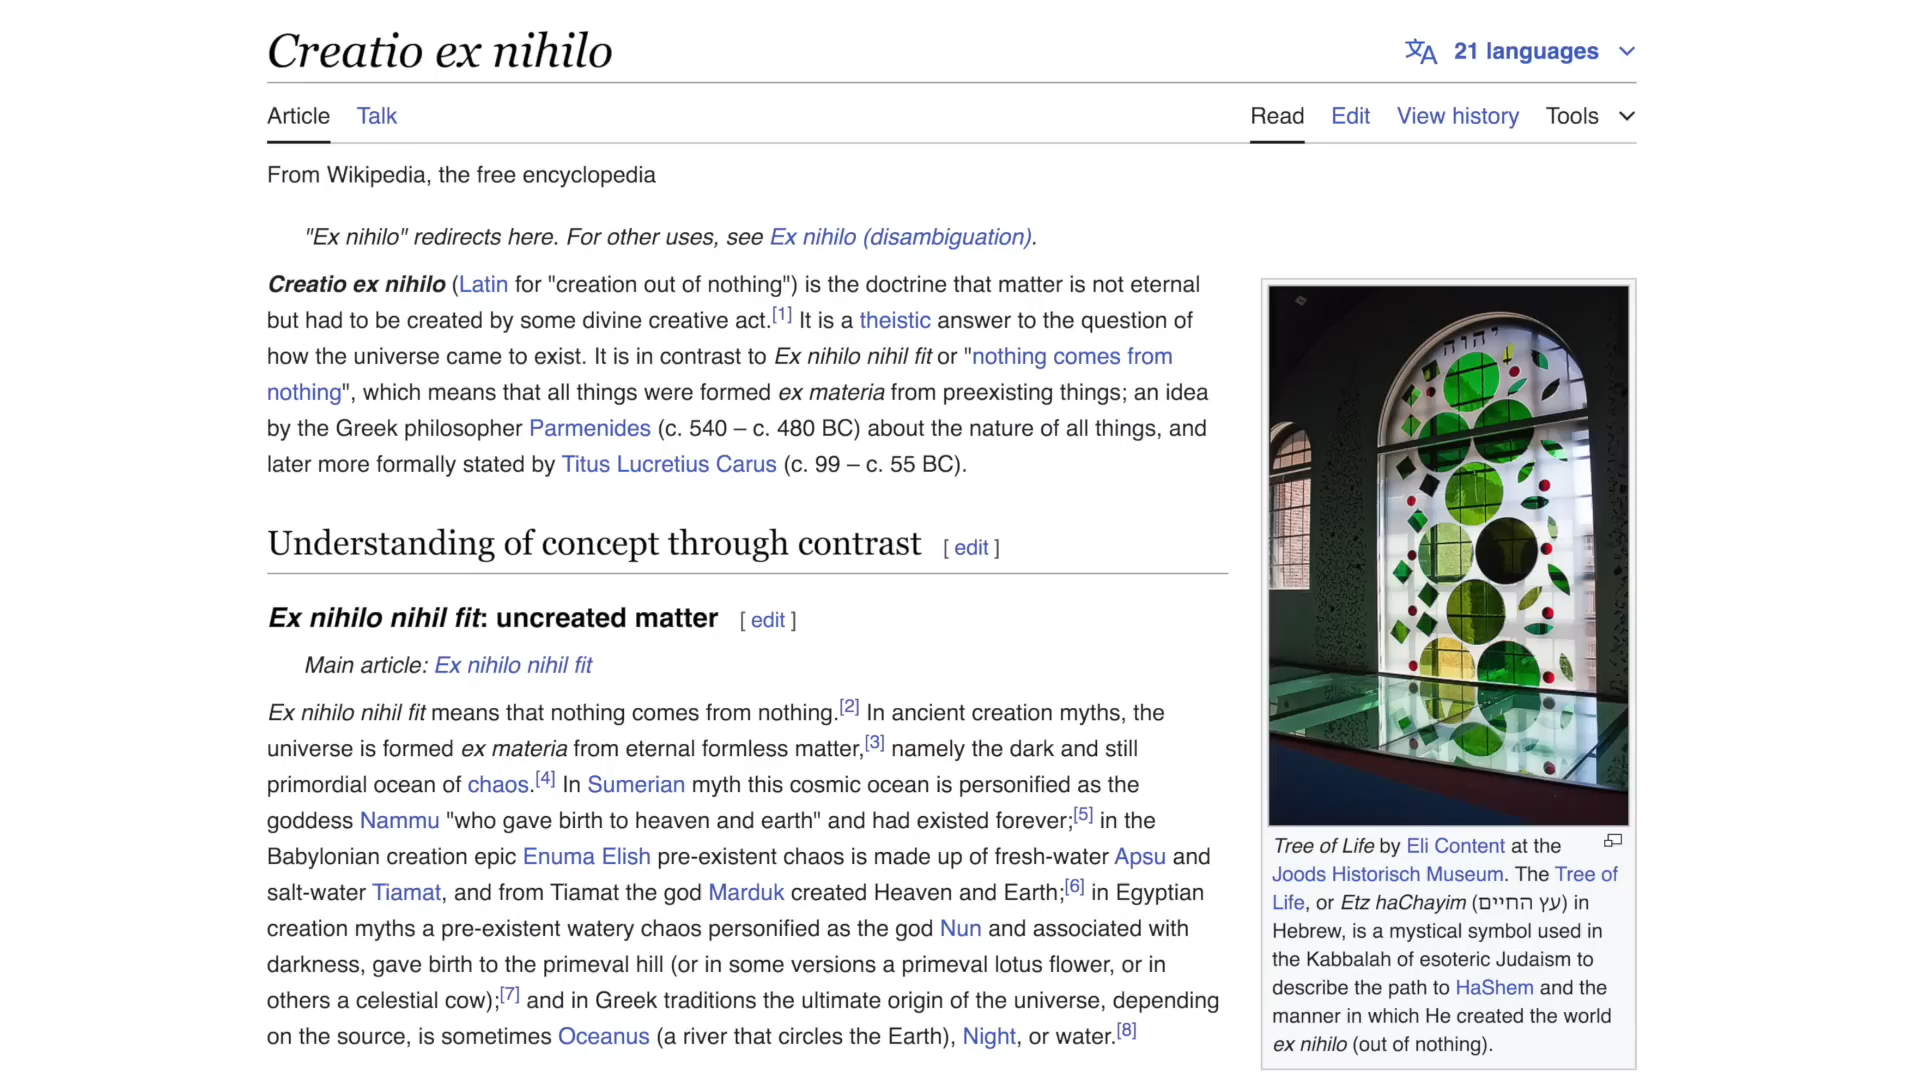 Creatio ex nihilo
21 languages
Article Talk
Read Edit View history Tools
From Wikipedia, the free encyclopedia
"Ex nihilo" redirects here. For other uses, see Ex nihilo (disambiguation).
Creatio ex nihilo (Latin for "creation out of nothing") is the doctrine that matter is not eternal
but had to be created by some divine creative act.[1] It is a theistic answer to the question of
how the universe came to exist. It is in contrast to Ex nihilo nihil fit or "nothing comes from
nothing", which means that all things were formed ex materia from preexisting things; an idea
by the Greek philosopher Parmenides (c. 540 – c. 480 BC) about the nature of all things, and
later more formally stated by Titus Lucretius Carus (c. 99 – c. 55 BC).
Understanding of concept through contrast [ edit ]
Ex nihilo nihil fit: uncreated matter [ edit ]
Main article: Ex nihilo nihil fit
Ex nihilo nihil fit means that nothing comes from nothing.[2] In ancient creation myths, the
universe is formed ex materia from eternal formless matter,[3] namely the dark and still
primordial ocean of chaos.[4] In Sumerian myth this cosmic ocean is personified as the
goddess Nammu "who gave birth to heaven and earth" and had existed forever;[5] in the
Babylonian creation epic Enuma Elish pre-existent chaos is made up of fresh-water Apsu and
salt-water Tiamat, and from Tiamat the god Marduk created Heaven and Earth;[6] in Egyptian
creation myths a pre-existent watery chaos personified as the god Nun and associated with
darkness, gave birth to the primeval hill (or in some versions a primeval lotus flower, or in
others a celestial cow);[7] and in Greek traditions the ultimate origin of the universe, depending
on the source, is sometimes Oceanus (a river that circles the Earth), Night, or water.[8]
יהוה
Tree of Life by Eli Content at the
Joods Historisch Museum. The Tree of
Life, or Etz haChayim (עץ החיים) in
Hebrew, is a mystical symbol used in
the Kabbalah of esoteric Judaism to
describe the path to HaShem and the
manner in which He created the world
ex nihilo (out of nothing).